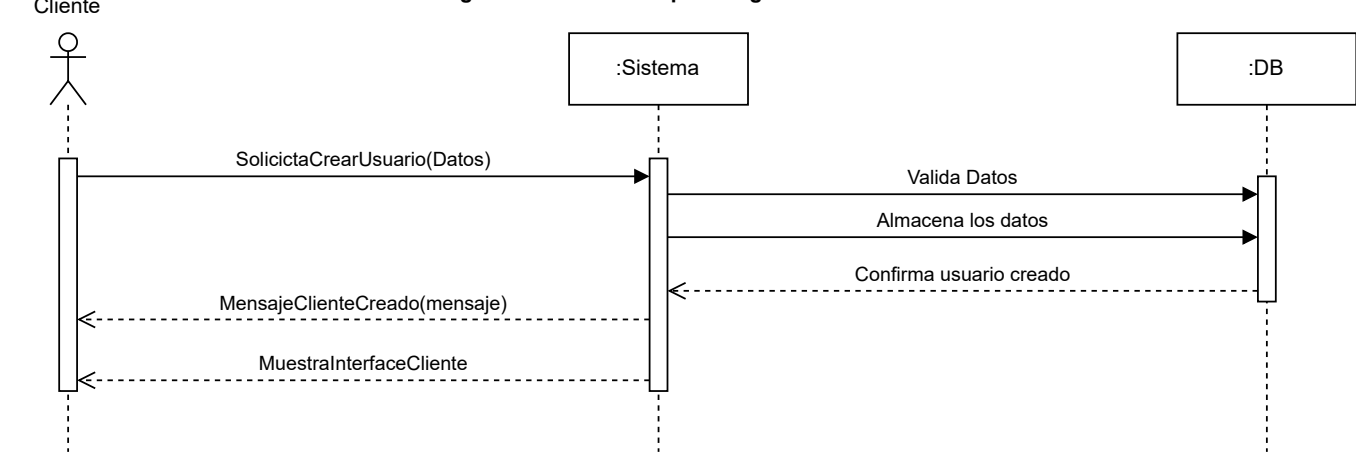 Cliente
:Sistema
:DB
SolicictaCrearUsuario(Datos)
Valida Datos
Almacena los datos
Confirma usuario creado
MensajeClienteCreado(mensaje)
MuestraInterfaceCliente